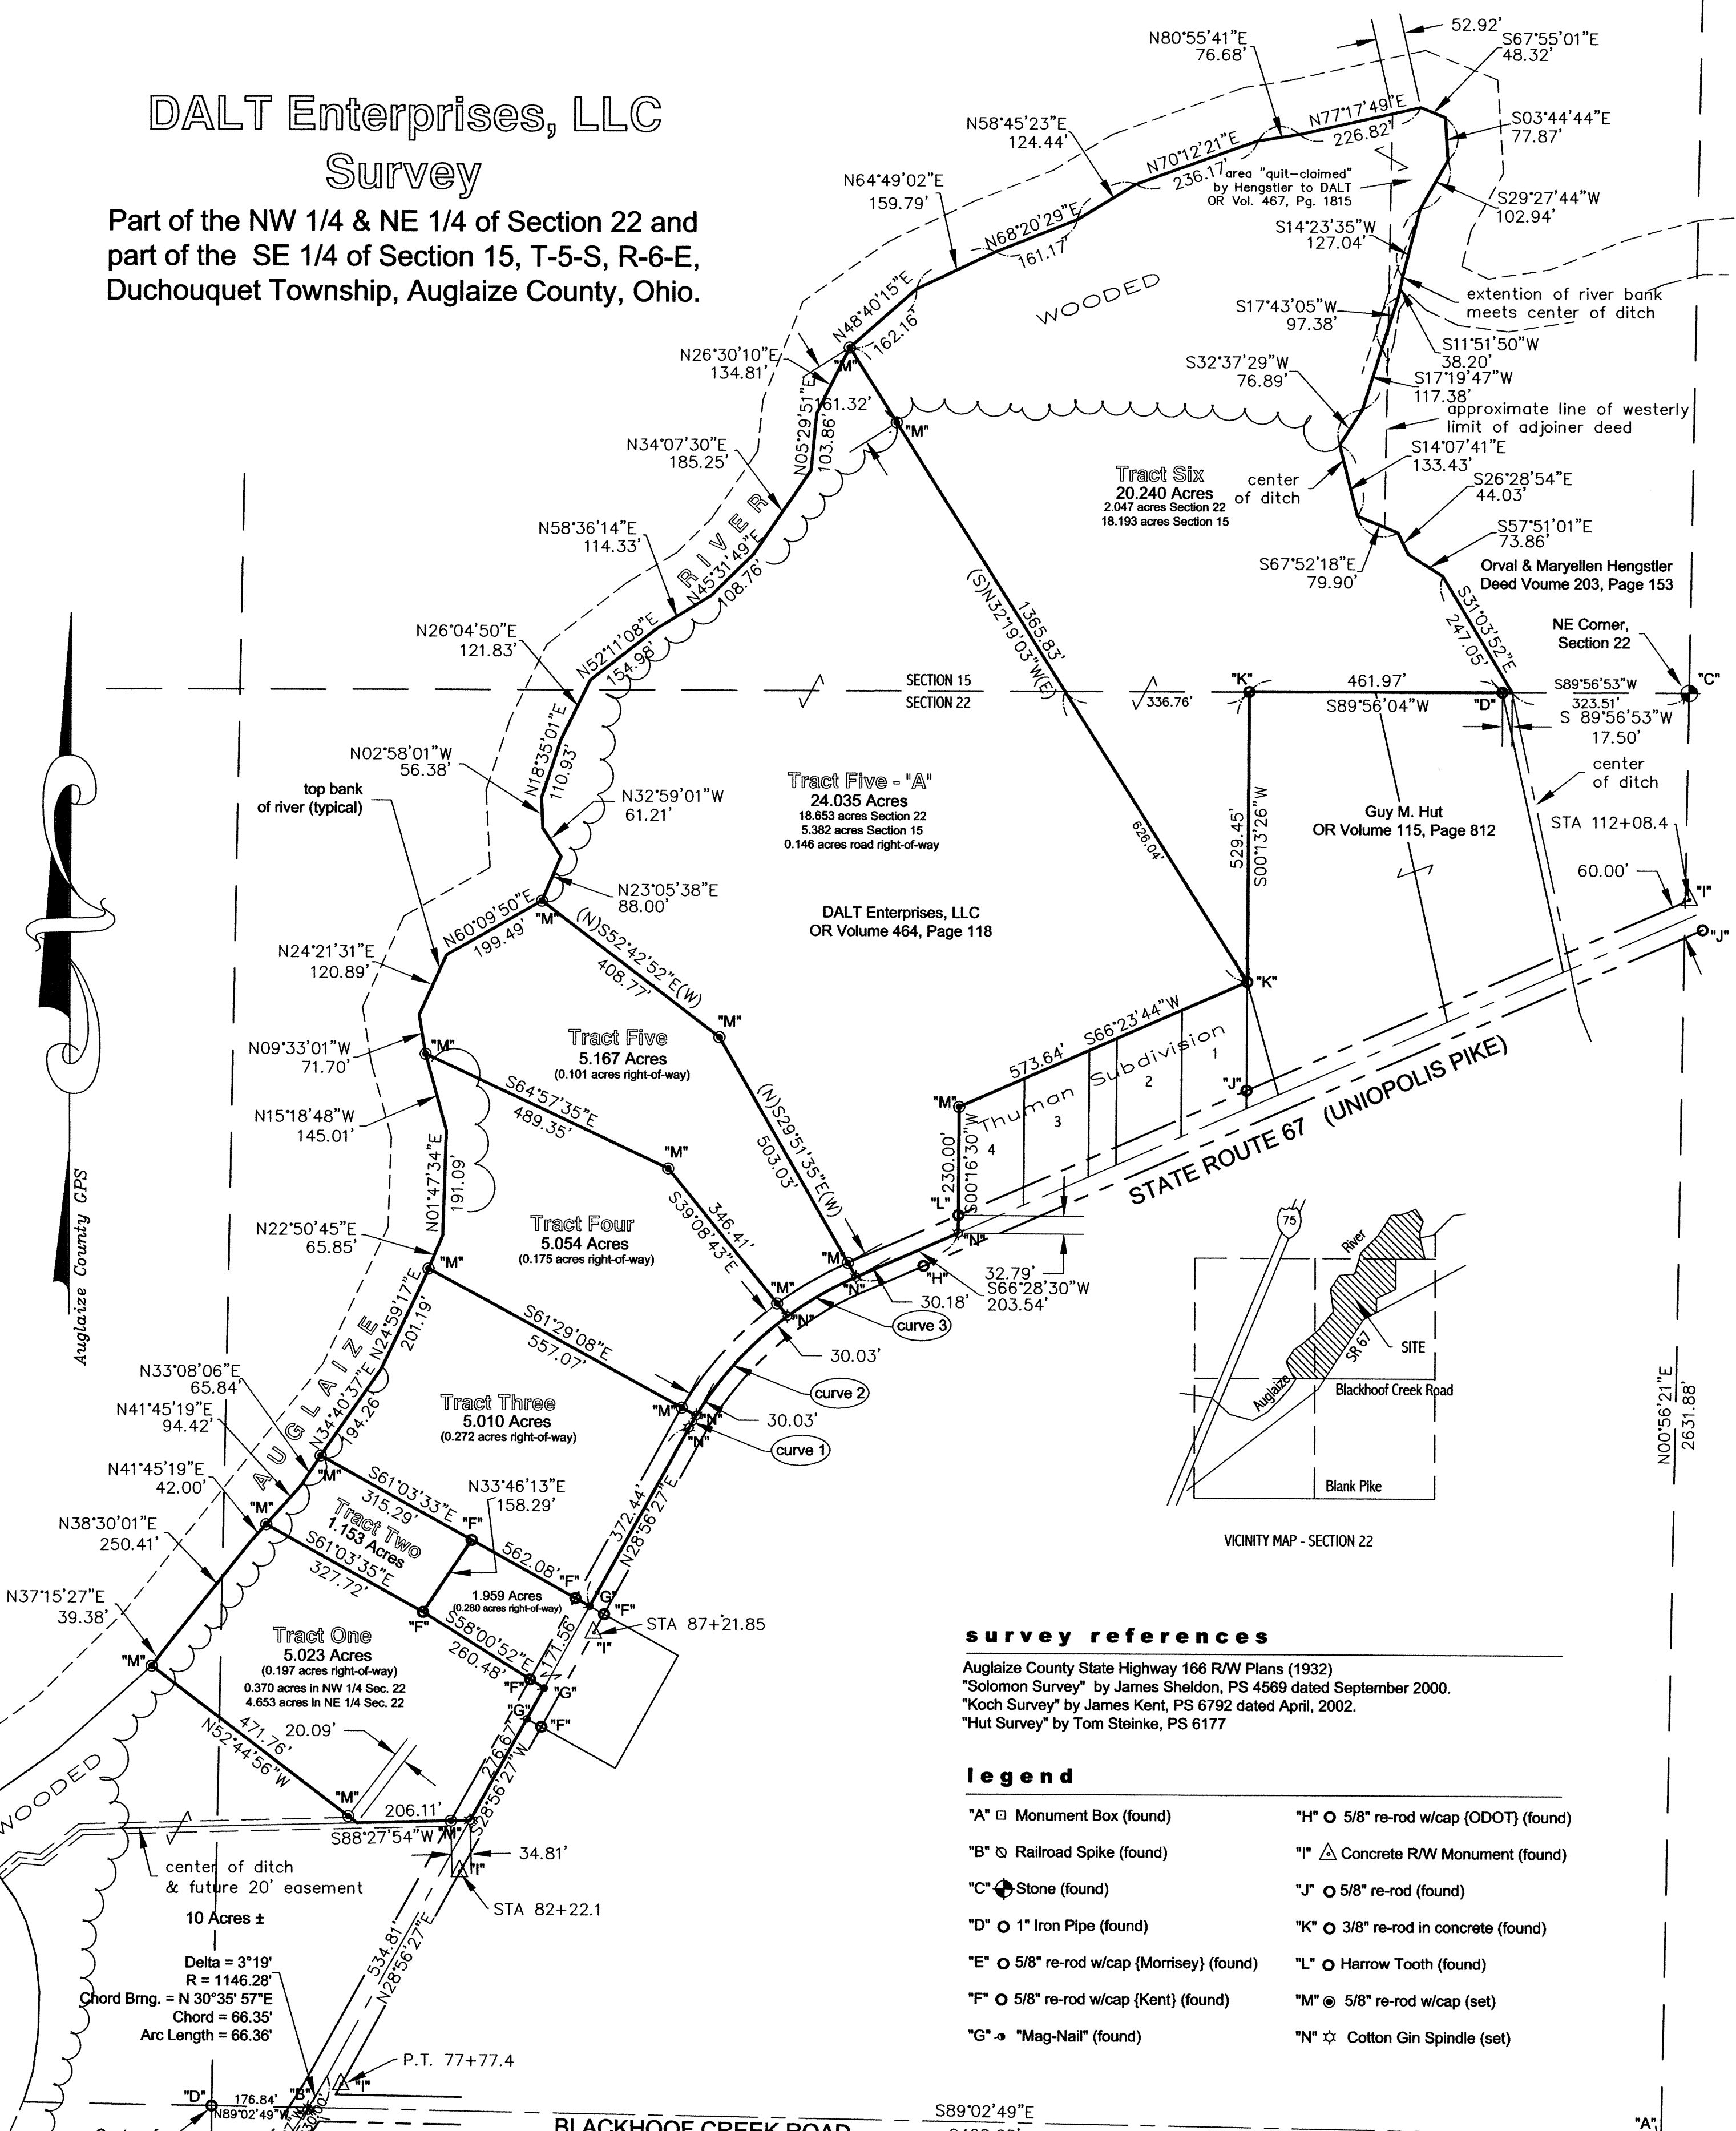 DALT Enterprises, LLC
Survey
Part of the NW 1/4 & NE 1/4 of Section 22 and
part of the SE 1/4 of Section 15, T-5-S, R-6-E,
Duchouquet Township, Auglaize County, Ohio.
52.92'
N80°55'41"E
76.68'
S67°55'01"E
48.32'
N77°17'49"E
226.82'
S03°44'44"E
77.87'
N58°45'23"E
124.44'
N70°12'21"E
236.17'
area "quit-claimed"
by Hengstler to DALT
OR Vol. 467, Pg. 1815
N64°49'02"E
159.79'
S29°27'44"W
102.94'
N68°20'29"E
161.17'
S14°23'35"W
127.04'
WOODED
extention of river bank
meets center of ditch
S17°43'05"W
97.38'
N48°40'15"E
162.16'
S11°51'50"W
38.20'
N26°30'10"E
134.81'
"M"
S32°37'29"W
76.89'
S17°19'47"W
117.38'
161.32'
N05°29'51"E
103.86'
approximate line of westerly
limit of adjoiner deed
"M"
N34°07'30"E
185.25'
S14°07'41"E
133.43'
Tract Six
20.240 Acres
2.047 acres Section 22
18.193 acres Section 15
center
of ditch
S26°28'54"E
44.03'
N58°36'14"E
114.33'
RIVER
N45°31'49"E
108.76'
S57°51'01"E
73.86'
S67°52'18"E
79.90'
Orval & Maryellen Hengstler
Deed Voume 203, Page 153
(S)N32°19'03"W(E)
1365.83'
S31°03'52"E
247.05'
NE Corner,
Section 22
N26°04'50"E
121.83'
N52°11'08"E
154.98'
SECTION 15
SECTION 22
336.76'
"K"
461.97'
S89°56'04"W
"D"
S89°56'53"W
323.51'
"C"
S 89°56'53"W
17.50'
N18°35'01"E
110.93'
N02°58'01"W
56.38'
center
of ditch
top bank
of river (typical)
N32°59'01"W
61.21'
Tract Five - "A"
24.035 Acres
18.653 acres Section 22
5.382 acres Section 15
0.146 acres road right-of-way
626.04'
529.45'
S00°13'26"W
Guy M. Hut
OR Volume 115, Page 812
STA 112+08.4
60.00'
"I"
"J"
N23°05'38"E
88.00'
"M"
DALT Enterprises, LLC
OR Volume 464, Page 118
N60°09'50"E
199.49'
(N)S52°42'52"E(W)
408.77'
N24°21'31"E
120.89'
"K"
"M"
Tract Five
5.167 Acres
(0.101 acres right-of-way)
N09°33'01"W
71.70'
"M"
S66°23'44"W
573.64'
Thuman Subdivision
1
2
3
4
"J"
S64°57'35"E
489.35'
N15°18'48"W
145.01'
"M"
(N)S29°51'35"E(W)
503.03'
"M"
230.00'
S00°16'30"W
STATE ROUTE 67 (UNIOPOLIS PIKE)
N01°47'34"E
191.09'
"M"
N22°50'45"E
65.85'
"M"
Tract Four
5.054 Acres
(0.175 acres right-of-way)
S39°08'43"E
346.41'
"L"
"N"
"M"
"N"
"H"
32.79'
S66°28'30"W
203.54'
30.18'
curve 3
"M"
"N"
30.03'
N24°59'17"E
201.19'
S61°29'08"E
557.07'
curve 2
AUGLAIZE
N33°08'06"E
65.84'
N34°40'37"E
194.26'
Tract Three
5.010 Acres
(0.272 acres right-of-way)
"M"
"N"
"N"
30.03'
curve 1
N41°45'19"E
94.42'
"M"
N41°45'19"E
42.00'
"M"
S61°03'33"E
315.29'
N33°46'13"E
158.29'
"F"
Tract Two
1.153 Acres
372.44'
N28°56'27"E
N38°30'01"E
250.41'
S61°03'35"E
327.72'
562.08'
"F"
"G"
"F"
1.959 Acres
(0.280 acres right-of-way)
STA 87+21.85
"I"
N37°15'27"E
39.38'
"M"
"F"
S58°00'52"E
260.48'
171.56'
Tract One
5.023 Acres
(0.197 acres right-of-way)
0.370 acres in NW 1/4 Sec. 22
4.653 acres in NE 1/4 Sec. 22
"F"
"G"
"G"
"F"
471.76'
N52°44'56"W
20.09'
276.67'
S28°56'27"W
WOODED
"M"
206.11'
S88°27'54"W
"M"
34.81'
"I"
center of ditch
& future 20' easement
STA 82+22.1
10 Acres ±
534.81'
N28°56'27"E
Delta = 3°19'
R = 1146.28'
Chord Brng. = N 30°35' 57"E
Chord = 66.35'
Arc Length = 66.36'
P.T. 77+77.4
"I"
"D"
176.84'
N89°02'49"W
"B"
BLACKHOOF CREEK ROAD
S89°02'49"E
"A"
N00°56'21"E
2631.88'
Auglaize County GPS
75
River
SITE
SR 67
Auglaize
Blackhoof Creek Road
Blank Pike
VICINITY MAP - SECTION 22
survey references
Auglaize County State Highway 166 R/W Plans (1932)
"Solomon Survey" by James Sheldon, PS 4569 dated September 2000.
"Koch Survey" by James Kent, PS 6792 dated April, 2002.
"Hut Survey" by Tom Steinke, PS 6177
legend
"A" Monument Box (found)
"B" Railroad Spike (found)
"C" Stone (found)
"D" 1" Iron Pipe (found)
"E" 5/8" re-rod w/cap {Morrisey} (found)
"F" 5/8" re-rod w/cap {Kent} (found)
"G" "Mag-Nail" (found)
"H" 5/8" re-rod w/cap {ODOT} (found)
"I" Concrete R/W Monument (found)
"J" 5/8" re-rod (found)
"K" 3/8" re-rod in concrete (found)
"L" Harrow Tooth (found)
"M" 5/8" re-rod w/cap (set)
"N" Cotton Gin Spindle (set)